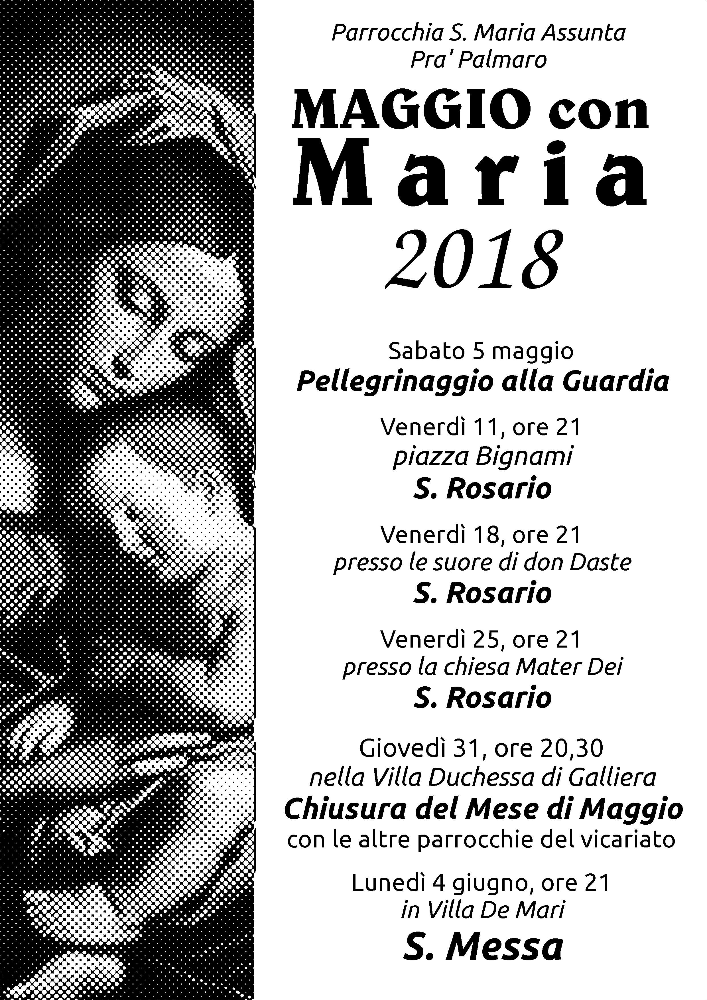 Parrocchia S. Maria Assunta
Pra' Palmaro
MAGGIO con
Maria
2018
Sabato 5 maggio
Pellegrinaggio alla Guardia
Venerdì 11, ore 21
piazza Bignami
S. Rosario
Venerdì 18, ore 21
presso le suore di don Daste
S. Rosario
Venerdì 25, ore 21
presso la chiesa Mater Dei
S. Rosario
Giovedì 31, ore 20,30
nella Villa Duchessa di Galliera
Chiusura del Mese di Maggio
con le altre parrocchie del vicariato
Lunedì 4 giugno, ore 21
in Villa De Mari
S. Messa